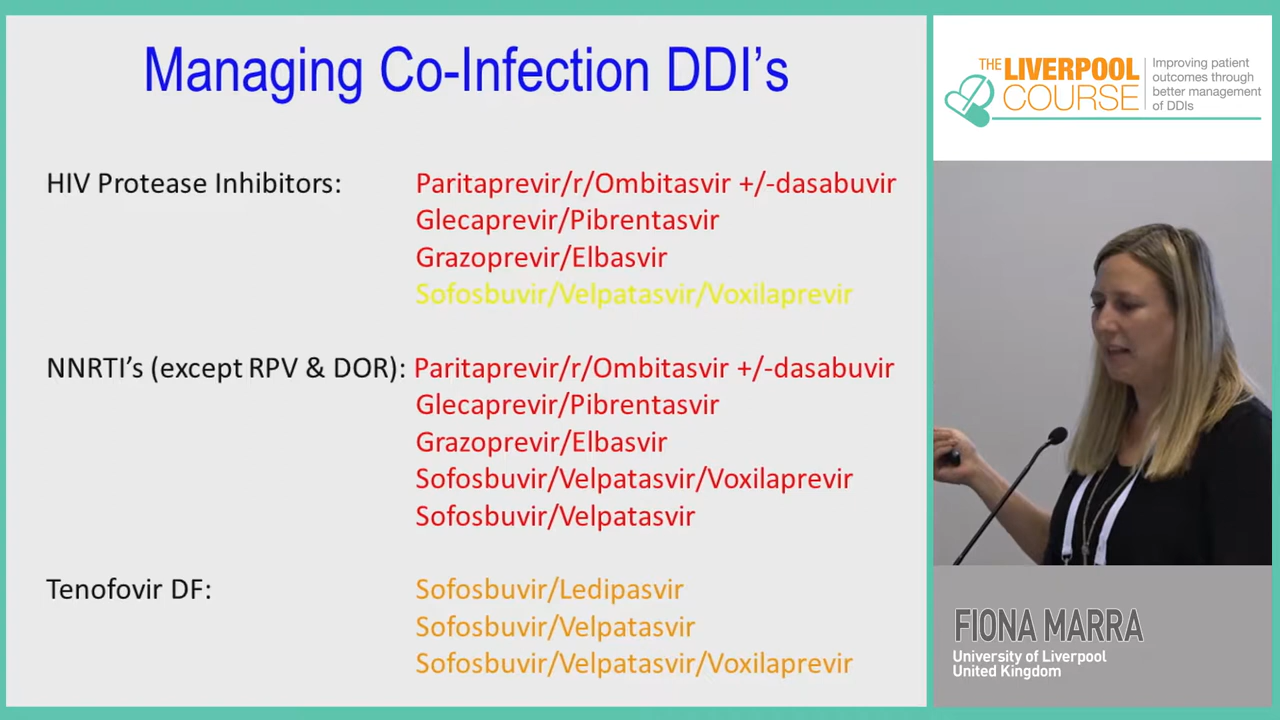 Managing Co-Infection DDI's
HIV Protease Inhibitors: Paritaprevir/r/Ombitasvir +/-dasabuvir
Glecaprevir/Pibrentasvir
Grazoprevir/Elbasvir
Sofosbuvir/Velpatasvir/Voxilaprevir
NNRTI's (except RPV & DOR): Paritaprevir/r/Ombitasvir +/-dasabuvir
Glecaprevir/Pibrentasvir
Grazoprevir/Elbasvir
Sofosbuvir/Velpatasvir/Voxilaprevir
Sofosbuvir/Velpatasvir
Tenofovir DF: Sofosbuvir/Ledipasvir
Sofosbuvir/Velpatasvir
Sofosbuvir/Velpatasvir/Voxilaprevir
THE LIVERPOOL
COURSE
Improving patient
outcomes through
better management
of DDIs
FIONA MARRA
University of Liverpool
United Kingdom